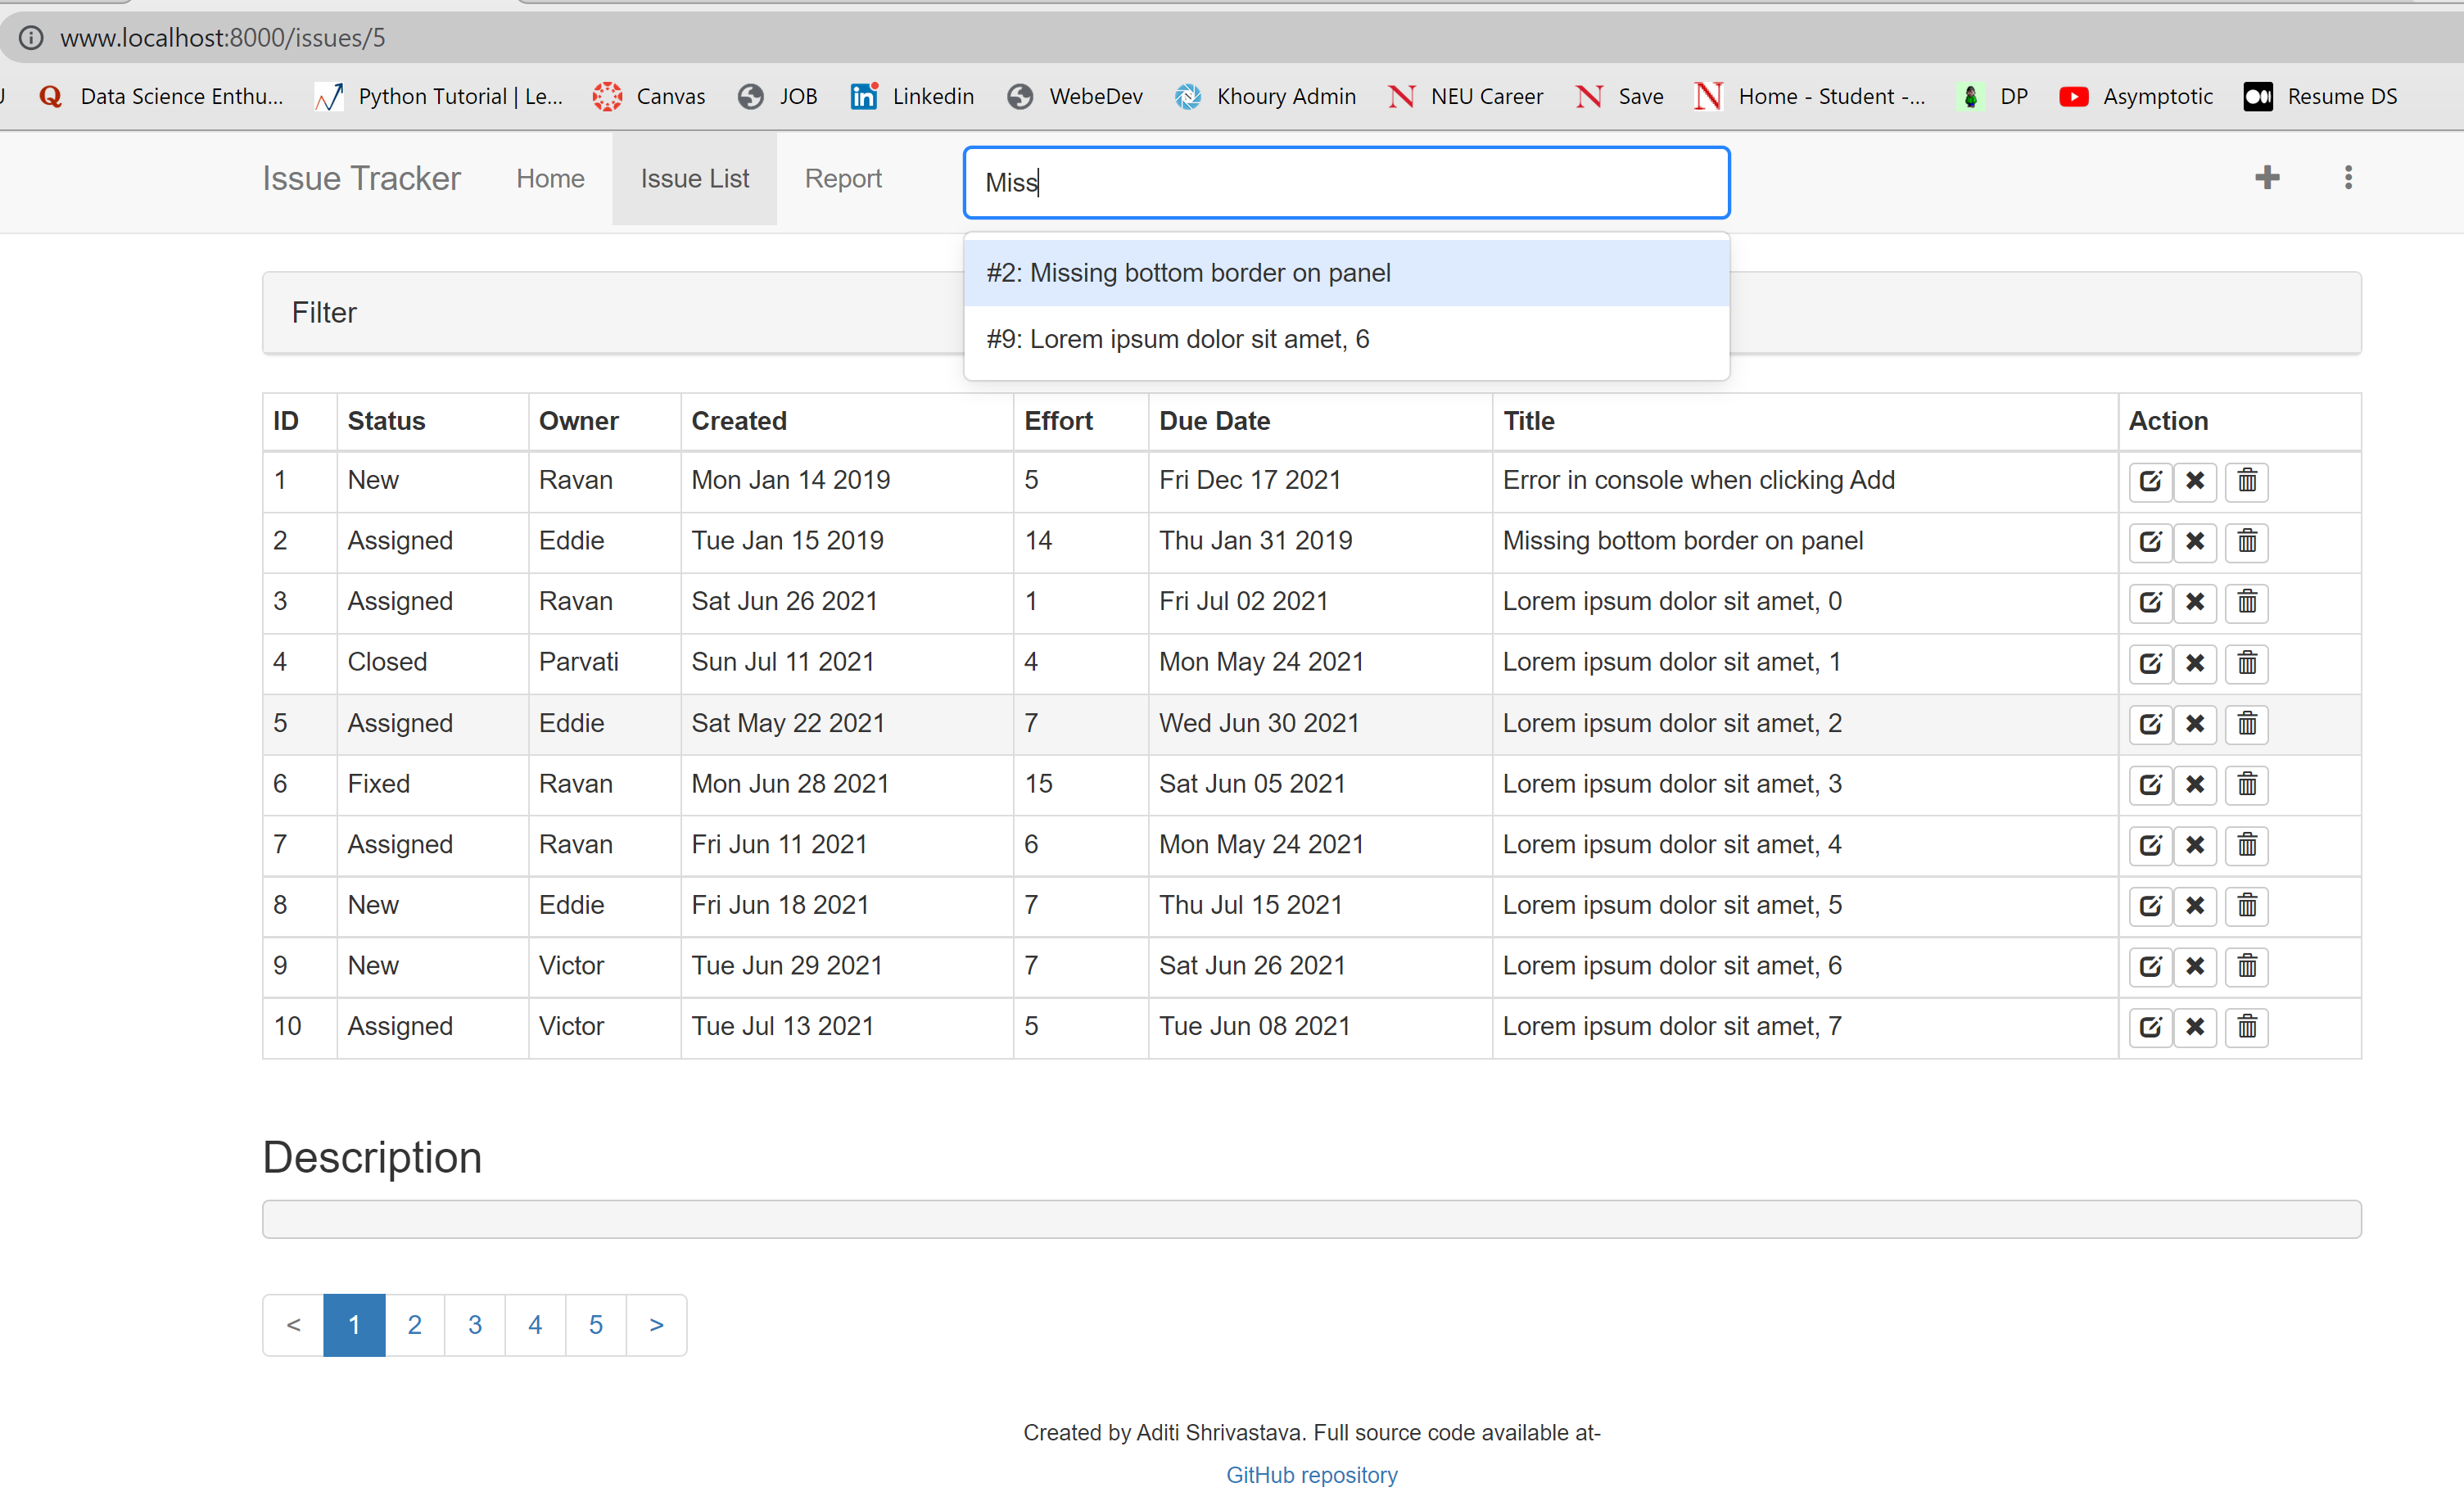 www.localhost:8000/issues/5
Data Science Enthu... Python Tutorial | Le... Canvas JOB Linkedin WebeDev Khoury Admin NEU Career Save Home - Student -... DP Asymptotic Resume DS
Issue Tracker Home Issue List Report Miss
#2: Missing bottom border on panel
Filter
#9: Lorem ipsum dolor sit amet, 6
ID Status Owner Created Effort Due Date Title Action
1 New Ravan Mon Jan 14 2019 5 Fri Dec 17 2021 Error in console when clicking Add
2 Assigned Eddie Tue Jan 15 2019 14 Thu Jan 31 2019 Missing bottom border on panel
3 Assigned Ravan Sat Jun 26 2021 1 Fri Jul 02 2021 Lorem ipsum dolor sit amet, 0
4 Closed Parvati Sun Jul 11 2021 4 Mon May 24 2021 Lorem ipsum dolor sit amet, 1
5 Assigned Eddie Sat May 22 2021 7 Wed Jun 30 2021 Lorem ipsum dolor sit amet, 2
6 Fixed Ravan Mon Jun 28 2021 15 Sat Jun 05 2021 Lorem ipsum dolor sit amet, 3
7 Assigned Ravan Fri Jun 11 2021 6 Mon May 24 2021 Lorem ipsum dolor sit amet, 4
8 New Eddie Fri Jun 18 2021 7 Thu Jul 15 2021 Lorem ipsum dolor sit amet, 5
9 New Victor Tue Jun 29 2021 7 Sat Jun 26 2021 Lorem ipsum dolor sit amet, 6
10 Assigned Victor Tue Jul 13 2021 5 Tue Jun 08 2021 Lorem ipsum dolor sit amet, 7
Description
< 1 2 3 4 5 >
Created by Aditi Shrivastava. Full source code available at-
GitHub repository